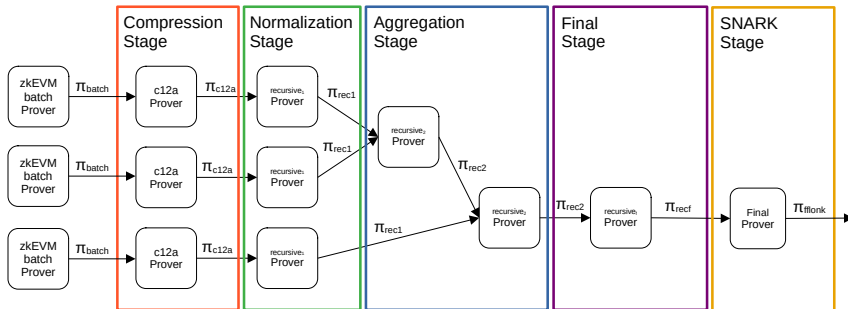 Compression
Stage
Normalization
Stage
Aggregation
Stage
Final
Stage
SNARK
Stage
zkEVM
batch
Prover
πbatch
c12a
Prover
πc12a
recursive₁
Prover
πrec1
zkEVM
batch
Prover
πbatch
c12a
Prover
πc12a
recursive₁
Prover
πrec1
recursive₂
Prover
πrec2
zkEVM
batch
Prover
πbatch
c12a
Prover
πc12a
recursive₁
Prover
πrec1
recursive₂
Prover
πrec2
recursivef
Prover
πrecf
Final
Prover
πfflonk